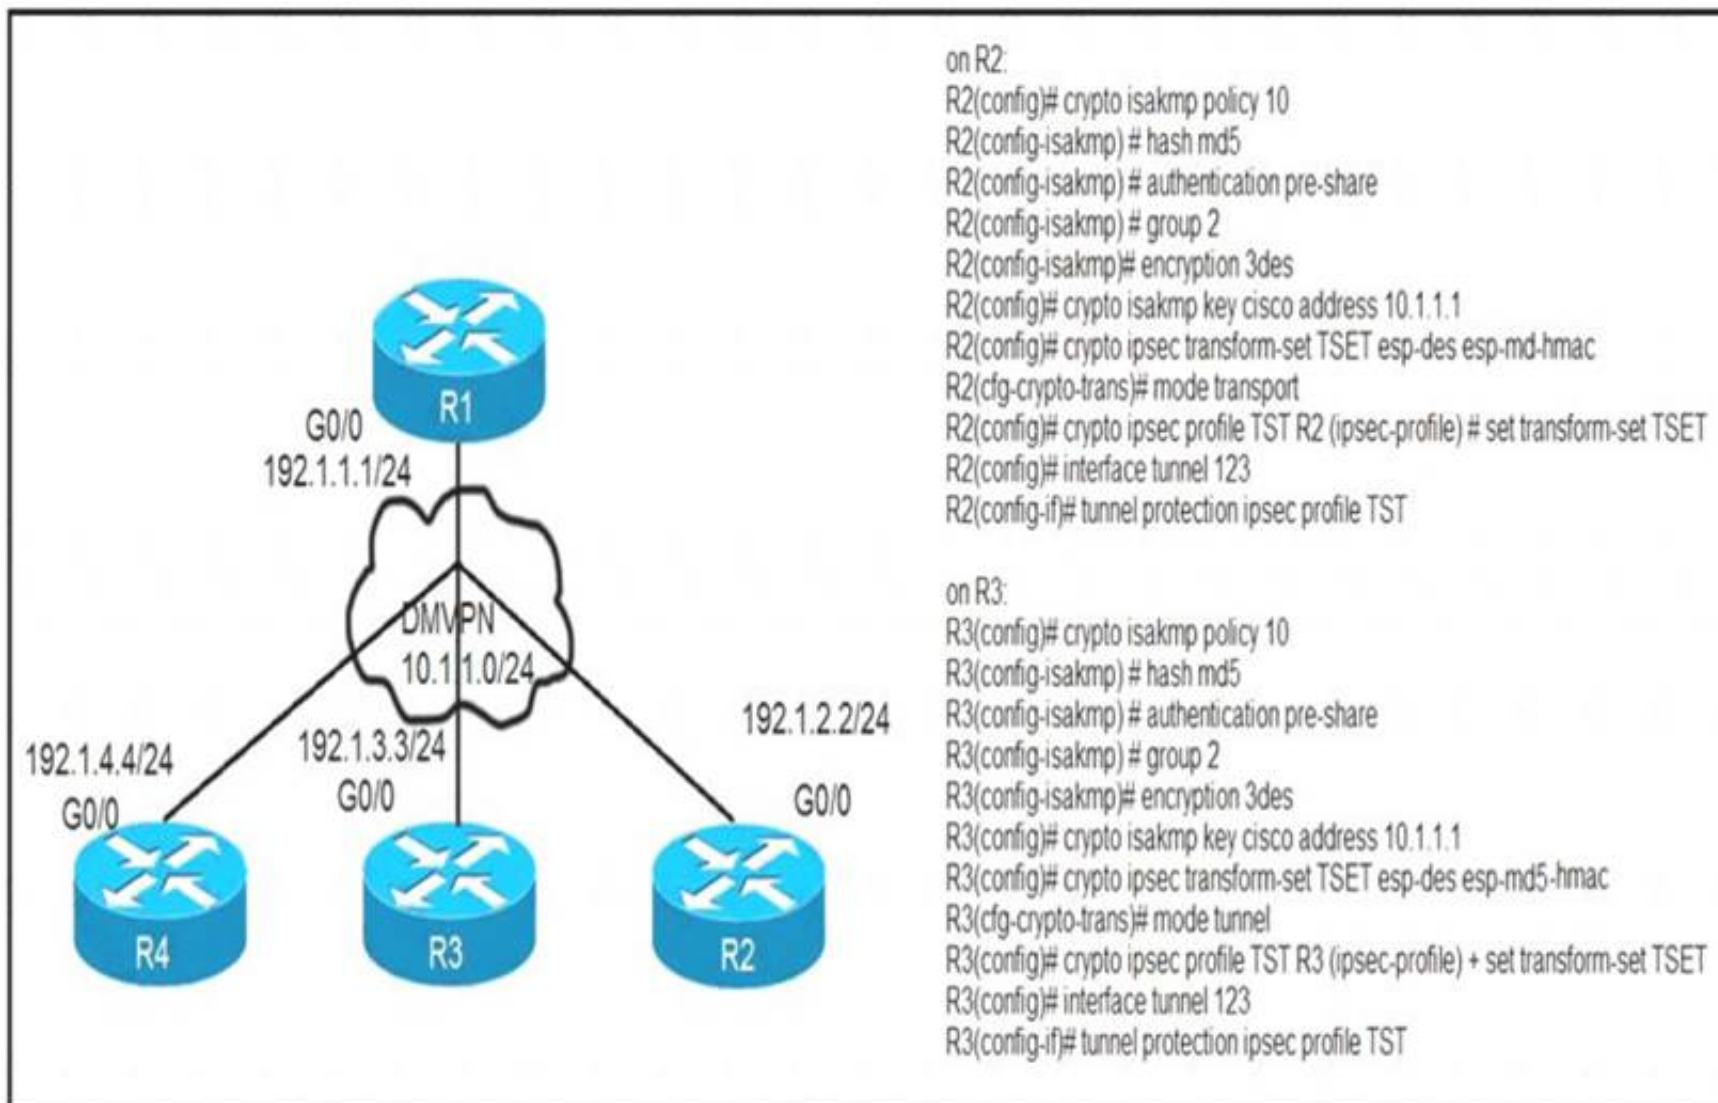 on R2:
R2(config)# crypto isakmp policy 10
R2(config-isakmp) # hash md5
R2(config-isakmp) # authentication pre-share
R2(config-isakmp) # group 2
R2(config-isakmp)# encryption 3des
R2(config)# crypto isakmp key cisco address 10.1.1.1
R2(config)# crypto ipsec transform-set TSET esp-des esp-md-hmac
R2(cfg-crypto-trans)# mode transport
R2(config)# crypto ipsec profile TST R2 (ipsec-profile) # set transform-set TSET
R2(config)# interface tunnel 123
R2(config-if)# tunnel protection ipsec profile TST
on R3:
R3(config)# crypto isakmp policy 10
R3(config-isakmp) # hash md5
R3(config-isakmp) # authentication pre-share
R3(config-isakmp) # group 2
R3(config-isakmp)# encryption 3des
R3(config)# crypto isakmp key cisco address 10.1.1.1
R3(config)# crypto ipsec transform-set TSET esp-des esp-md5-hmac
R3(cfg-crypto-trans)# mode tunnel
R3(config)# crypto ipsec profile TST R3 (ipsec-profile) + set transform-set TSET
R3(config)# interface tunnel 123
R3(config-if)# tunnel protection ipsec profile TST
R1
G0/0
192.1.1.1/24
DMVPN
10.1.1.0/24
192.1.4.4/24
G0/0
192.1.3.3/24
G0/0
192.1.2.2/24
G0/0
R4
R3
R2